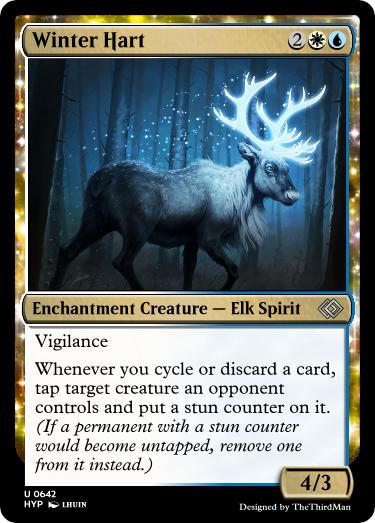 Winter Hart 2
Enchantment Creature — Elk Spirit
Vigilance
Whenever you cycle or discard a card,
tap target creature an opponent
controls and put a stun counter on it.
(If a permanent with a stun counter
would become untapped, remove one
from it instead.)
4/3
U 0642
HYP LHUIN
Designed by TheThirdMan